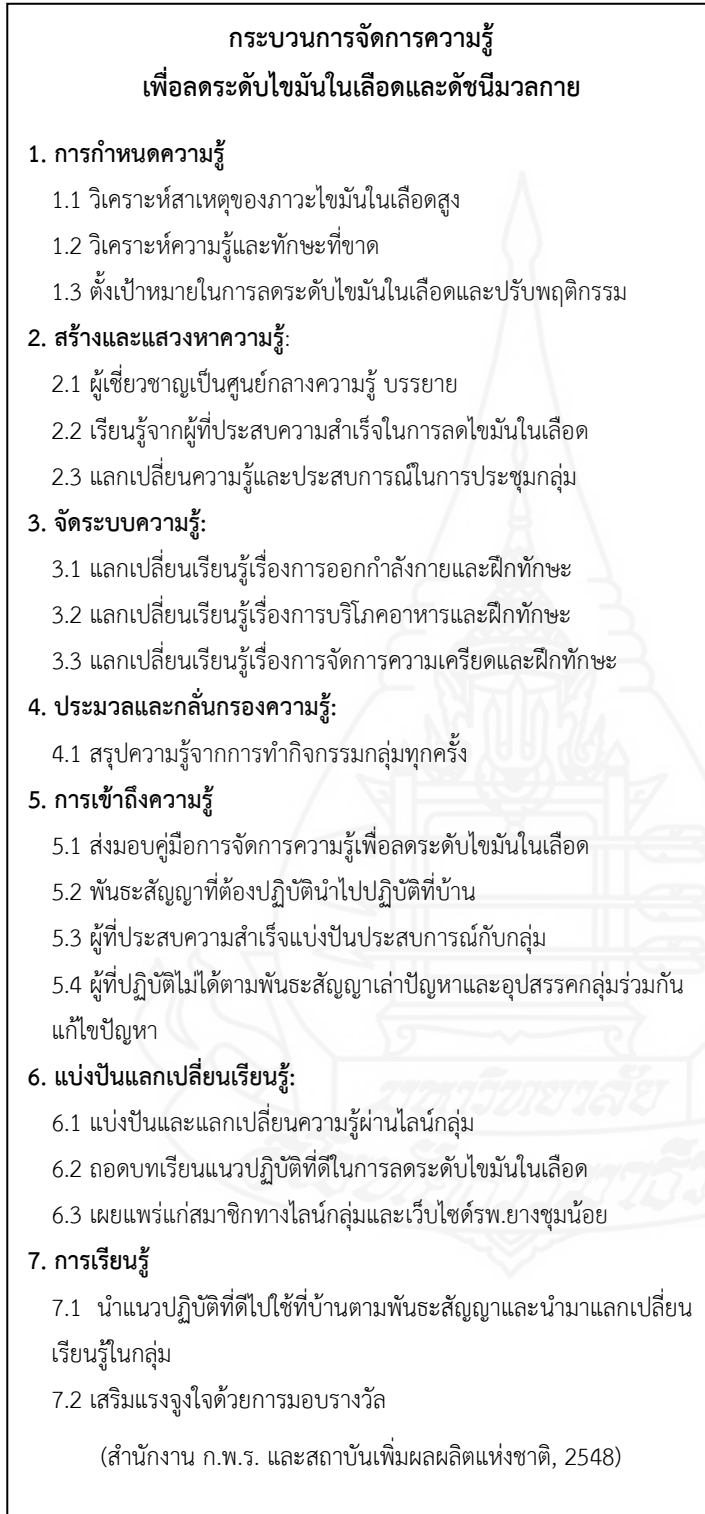 กระบวนการจัดการความรู้
เพื่อลดระดับไขมันในเลือดและดัชนีมวลกาย
1. การกำหนดความรู้
1.1 วิเคราะห์สาเหตุของภาวะไขมันในเลือดสูง
1.2 วิเคราะห์ความรู้และทักษะที่ขาด
1.3 ตั้งเป้าหมายในการลดระดับไขมันในเลือดและปรับพฤติกรรม
2. สร้างและแสวงหาความรู้:
2.1 ผู้เชี่ยวชาญเป็นศูนย์กลางความรู้ บรรยาย
2.2 เรียนรู้จากผู้ที่ประสบความสำเร็จในการลดไขมันในเลือด
2.3 แลกเปลี่ยนความรู้และประสบการณ์ในการประชุมกลุ่ม
3. จัดระบบความรู้:
3.1 แลกเปลี่ยนเรียนรู้เรื่องการออกกำลังกายและฝึกทักษะ
3.2 แลกเปลี่ยนเรียนรู้เรื่องการบริโภคอาหารและฝึกทักษะ
3.3 แลกเปลี่ยนเรียนรู้เรื่องการจัดการความเครียดและฝึกทักษะ
4. ประมวลและกลั่นกรองความรู้:
4.1 สรุปความรู้จากการทำกิจกรรมกลุ่มทุกครั้ง
5. การเข้าถึงความรู้
5.1 ส่งมอบคู่มือการจัดการความรู้เพื่อลดระดับไขมันในเลือด
5.2 พันธะสัญญาที่ต้องปฏิบัตินำไปปฏิบัติที่บ้าน
5.3 ผู้ที่ประสบความสำเร็จแบ่งปันประสบการณ์กับกลุ่ม
5.4 ผู้ที่ปฏิบัติไม่ได้ตามพันธะสัญญาเล่าปัญหาและอุปสรรคกลุ่มร่วมกัน
แก้ไขปัญหา
6. แบ่งปันแลกเปลี่ยนเรียนรู้:
6.1 แบ่งปันและแลกเปลี่ยนความรู้ผ่านไลน์กลุ่ม
6.2 ถอดบทเรียนแนวปฏิบัติที่ดีในการลดระดับไขมันในเลือด
6.3 เผยแพร่แก่สมาชิกทางไลน์กลุ่มและเว็บไซด์รพ.ยางชุมน้อย
7. การเรียนรู้
7.1 นำแนวปฏิบัติที่ดีไปใช้ที่บ้านตามพันธะสัญญาและนำมาแลกเปลี่ยน
เรียนรู้ในกลุ่ม
7.2 เสริมแรงจูงใจด้วยการมอบรางวัล
(สำนักงาน ก.พ.ร. และสถาบันเพิ่มผลผลิตแห่งชาติ, 2548)